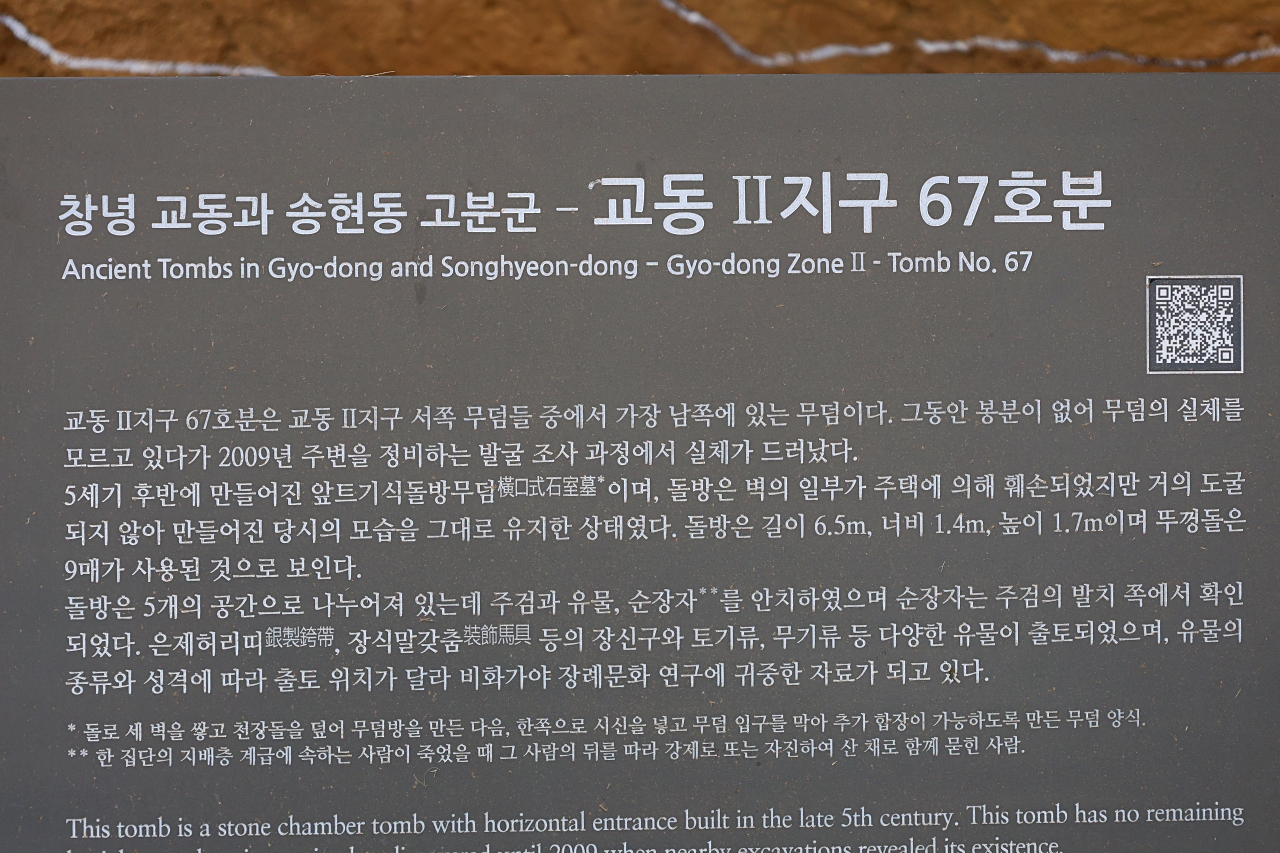 창녕 교동과 송현동 고분군 – 교동 Ⅱ지구 67호분
Ancient Tombs in Gyo-dong and Songhyeon-dong – Gyo-dong Zone Ⅱ - Tomb No. 67
교동 Ⅱ지구 67호분은 교동 Ⅱ지구 서쪽 무덤들 중에서 가장 남쪽에 있는 무덤이다. 그동안 봉분이 없어 무덤의 실체를
모르고 있다가 2009년 주변을 정비하는 발굴 조사 과정에서 실체가 드러났다.
5세기 후반에 만들어진 앞트기식돌방무덤橫口式石室墓*이며, 돌방은 벽의 일부가 주택에 의해 훼손되었지만 거의 도굴
되지 않아 만들어진 당시의 모습을 그대로 유지한 상태였다. 돌방은 길이 6.5m, 너비 1.4m, 높이 1.7m이며 뚜껑돌은
9매가 사용된 것으로 보인다.
돌방은 5개의 공간으로 나누어져 있는데 주검과 유물, 순장자**를 안치하였으며 순장자는 주검의 발치 쪽에서 확인
되었다. 은제허리띠銀製銙帶, 장식말갖춤裝飾馬具 등의 장신구와 토기류, 무기류 등 다양한 유물이 출토되었으며, 유물의
종류와 성격에 따라 출토 위치가 달라 비화가야 장례문화 연구에 귀중한 자료가 되고 있다.
* 돌로 세 벽을 쌓고 천장돌을 덮어 무덤방을 만든 다음, 한쪽으로 시신을 넣고 무덤 입구를 막아 추가 합장이 가능하도록 만든 무덤 양식.
** 한 집단의 지배층 계급에 속하는 사람이 죽었을 때 그 사람의 뒤를 따라 강제로 또는 자진하여 산 채로 함께 묻힌 사람.
This tomb is a stone chamber tomb with horizontal entrance built in the late 5th century. This tomb has no remaining
until 2009 when nearby excavations revealed its existence.